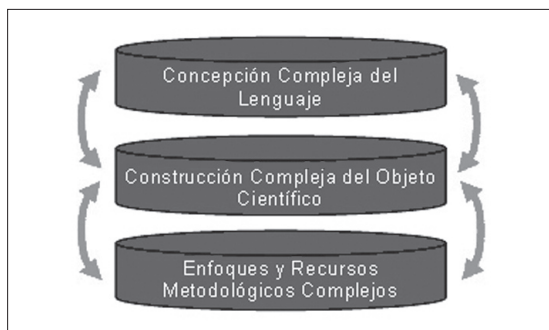 Concepción Compleja del
Lenguaje
Construcción Compleja del Objeto
Científico
Enfoques y Recursos
Metodológicos Complejos